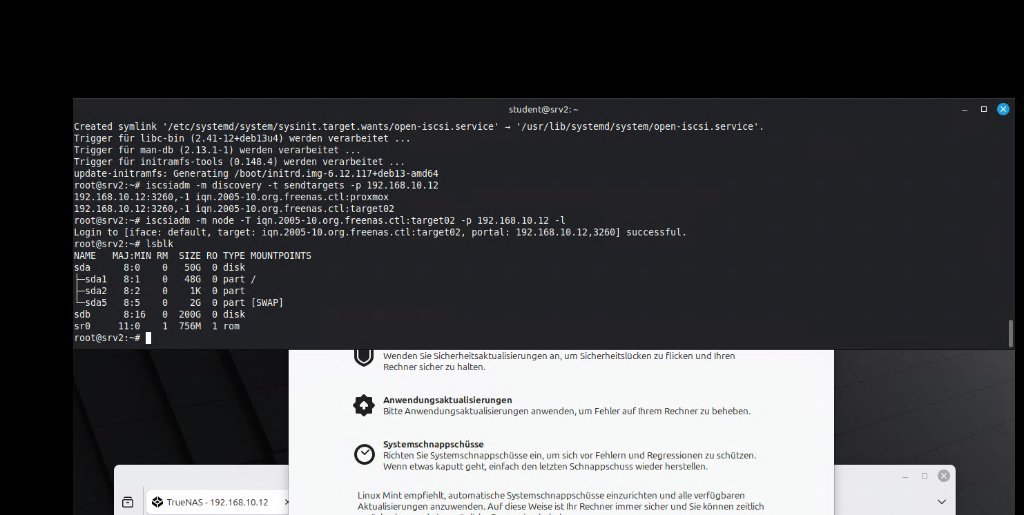 student@srv2: ~
Created symlink '/etc/systemd/system/sysinit.target.wants/open-iscsi.service' → '/usr/lib/systemd/system/open-iscsi.service'.
Trigger für libc-bin (2.41-12+deb13u4) werden verarbeitet ...
Trigger für man-db (2.13.1-1) werden verarbeitet ...
Trigger für initramfs-tools (0.148.4) werden verarbeitet ...
update-initramfs: Generating /boot/initrd.img-6.12.117+deb13-amd64
root@srv2:~# iscsiadm -m discovery -t sendtargets -p 192.168.10.12
192.168.10.12:3260,-1 iqn.2005-10.org.freenas.ctl:proxmox
192.168.10.12:3260,-1 iqn.2005-10.org.freenas.ctl:target02
root@srv2:~# iscsiadm -m node -T iqn.2005-10.org.freenas.ctl:target02 -p 192.168.10.12 -l
Login to [iface: default, target: iqn.2005-10.org.freenas.ctl:target02, portal: 192.168.10.12,3260] successful.
root@srv2:~# lsblk
NAME   MAJ:MIN RM  SIZE RO TYPE MOUNTPOINTS
sda      8:0    0   50G  0 disk
├─sda1   8:1    0   48G  0 part /
├─sda2   8:2    0    1K  0 part
└─sda5   8:5    0    2G  0 part [SWAP]
sdb      8:16   0  200G  0 disk
sr0     11:0    1  756M  1 rom
root@srv2:~#
Wenden Sie Sicherheitsaktualisierungen an, um Sicherheitslücken zu flicken und Ihren
Rechner sicher zu halten.
Anwendungsaktualisierungen
Bitte Anwendungsaktualisierungen anwenden, um Fehler auf Ihrem Rechner zu beheben.
Systemschnappschüsse
Richten Sie Systemschnappschüsse ein, um sich vor Fehlern und Regressionen zu schützen.
Wenn etwas kaputt geht, einfach den letzten Schnappschuss wieder herstellen.
Linux Mint empfiehlt, automatische Systemschnappschüsse einzurichten und alle verfügbaren
Aktualisierungen anzuwenden. Auf diese Weise ist Ihr Rechner immer sicher und Sie können zeitlich
TrueNAS - 192.168.10.12